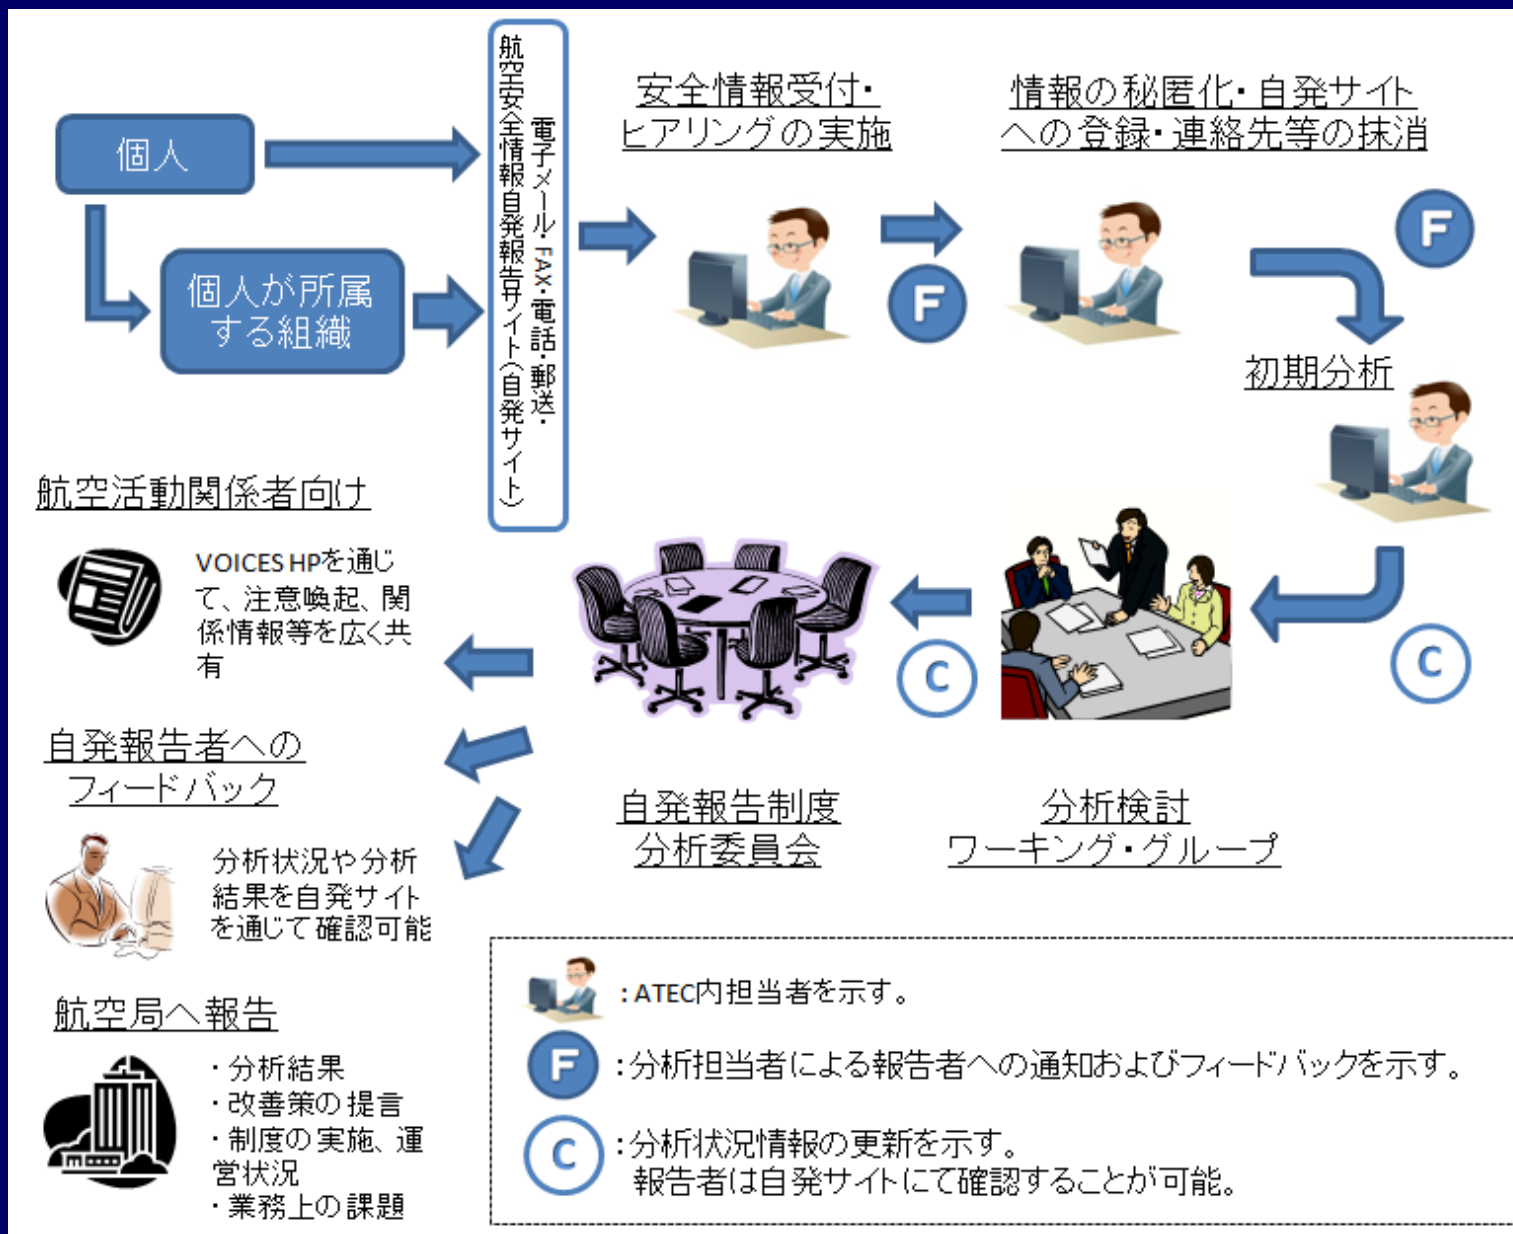 個人
個人が所属
する組織
電子メール・FAX・電話・郵送・
航空安全情報自発報告サイト(自発サイト)
安全情報受付・
ヒアリングの実施
F
情報の秘匿化・自発サイト
への登録・連絡先等の抹消
F
初期分析
C
分析検討
ワーキング・グループ
C
自発報告制度
分析委員会
航空活動関係者向け
VOICES HPを通じ
て、注意喚起、関
係情報等を広く共
有
自発報告者への
フィードバック
分析状況や分析
結果を自発サイト
を通じて確認可能
航空局へ報告
・分析結果
・改善策の提言
・制度の実施、運
営状況
・業務上の課題
：ATEC内担当者を示す。
F ：分析担当者による報告者への通知およびフィードバックを示す。
C ：分析状況情報の更新を示す。
報告者は自発サイトにて確認することが可能。